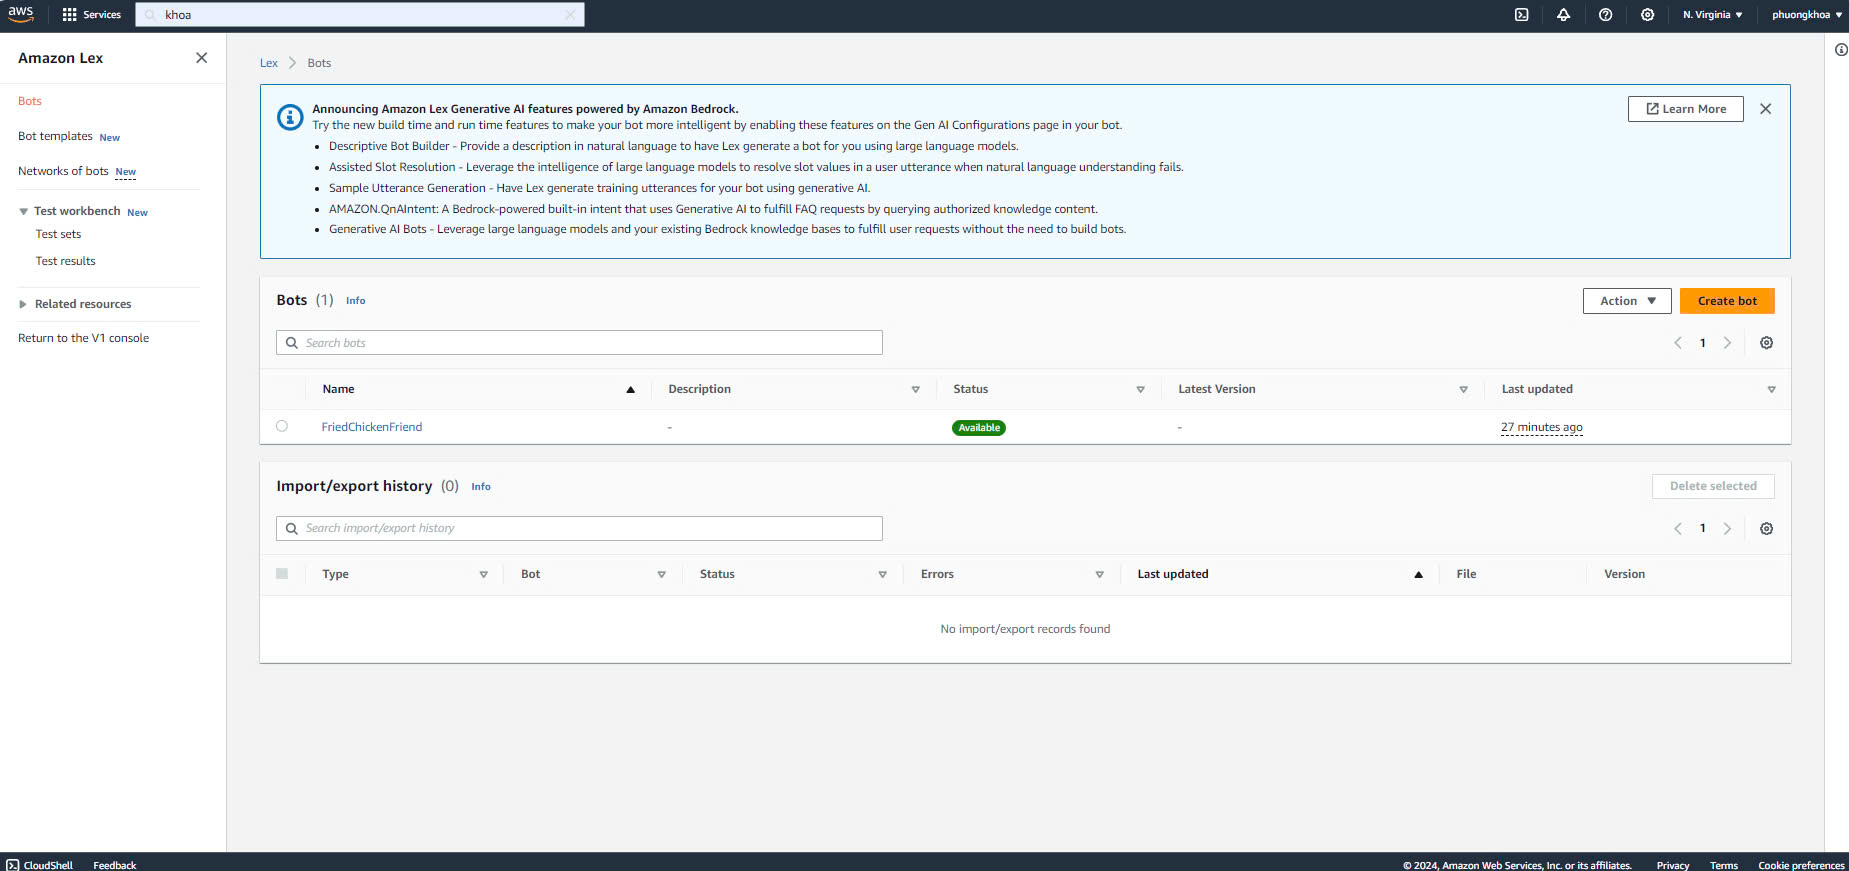 aws Services khoa N. Virginia phuongkhoa
Amazon Lex
Bots
Bot templates New
Networks of bots New
Test workbench New
Test sets
Test results
Related resources
Return to the V1 console
Lex Bots
Announcing Amazon Lex Generative AI features powered by Amazon Bedrock.
Learn More
Try the new build time and run time features to make your bot more intelligent by enabling these features on the Gen AI Configurations page in your bot.
• Descriptive Bot Builder - Provide a description in natural language to have Lex generate a bot for you using large language models.
• Assisted Slot Resolution - Leverage the intelligence of large language models to resolve slot values in a user utterance when natural language understanding fails.
• Sample Utterance Generation - Have Lex generate training utterances for your bot using generative AI.
• AMAZON.QnAIntent: A Bedrock-powered built-in intent that uses Generative AI to fulfill FAQ requests by querying authorized knowledge content.
• Generative AI Bots - Leverage large language models and your existing Bedrock knowledge bases to fulfill user requests without the need to build bots.
Bots (1) Info Action Create bot
Search bots 1
Name Description Status Latest Version Last updated
FriedChickenFriend - Available - 27 minutes ago
Import/export history (0) Info Delete selected
Search import/export history 1
Type Bot Status Errors Last updated File Version
No import/export records found
CloudShell Feedback © 2024, Amazon Web Services, Inc. or its affiliates. Privacy Terms Cookie preferences